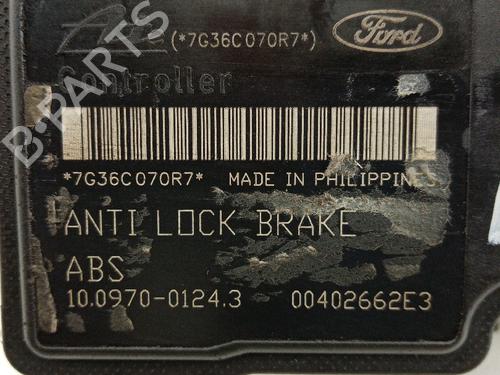 (*7G36C070R7*)
Ford
Controller
*7G36C070R7* MADE IN PHILIPPINES
ANTI LOCK BRAKE
ABS
10.0970-0124.3 00402662E3
B-PARTS